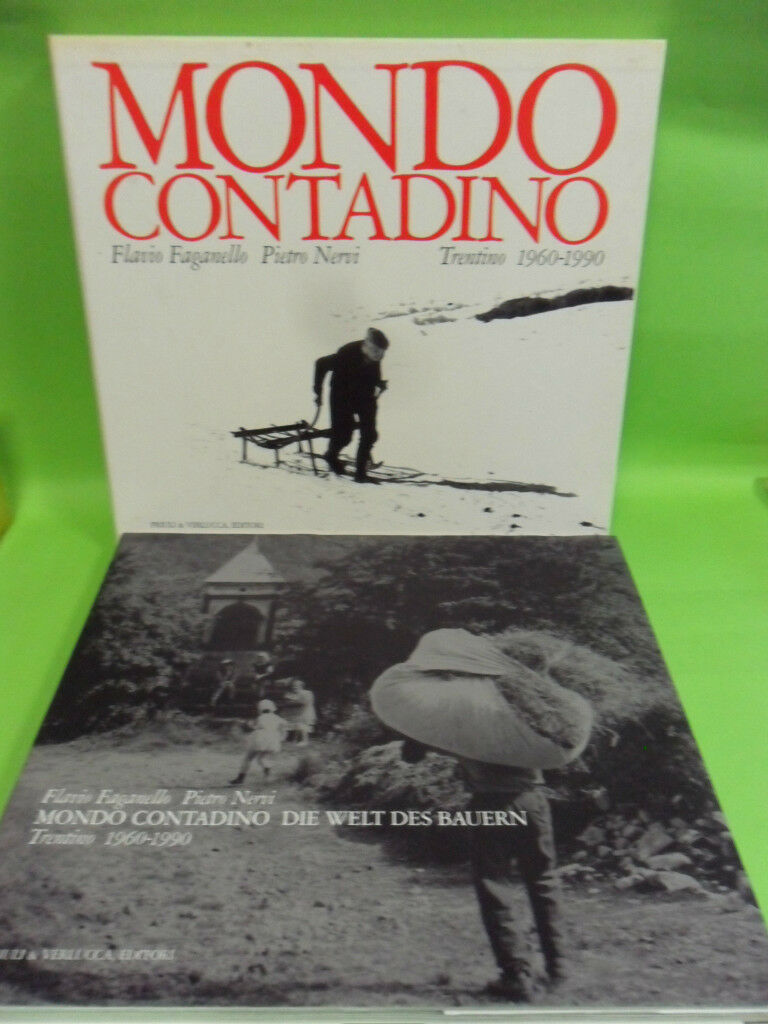 MONDO
CONTADINO
Flavio Faganello Pietro Nervi Trentino 1960-1990
PRIULI & VERLUCCA, EDITORI
Flavio Faganello Pietro Nervi
MONDO CONTADINO DIE WELT DES BAUERN
Trentino 1960-1990
IULI & VERLUCCA, EDITORI